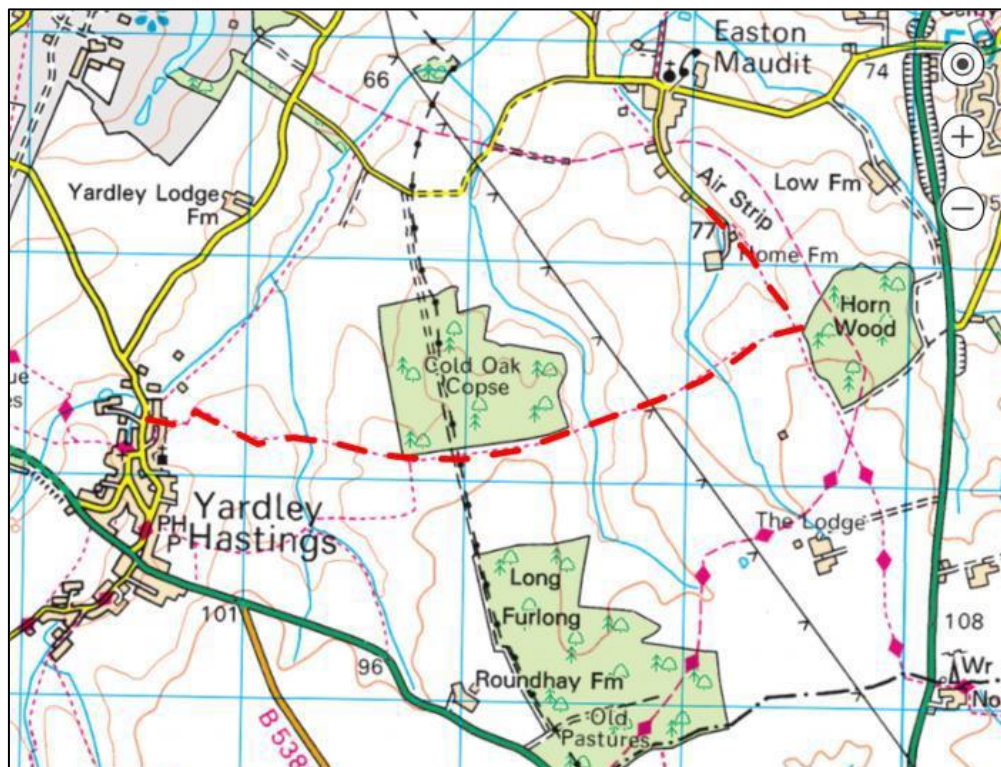 Easton
Maudit
74
66
Yardley Lodge
Fm
Air Strip
Low Fm
77
Home Fm
Horn
Wood
Cold Oak
Copse
Yardley
Hastings
PH
P
The Lodge
Long
Furlong
101
108
96
Roundhay Fm
Wr
No
Old
Pastures
B 538